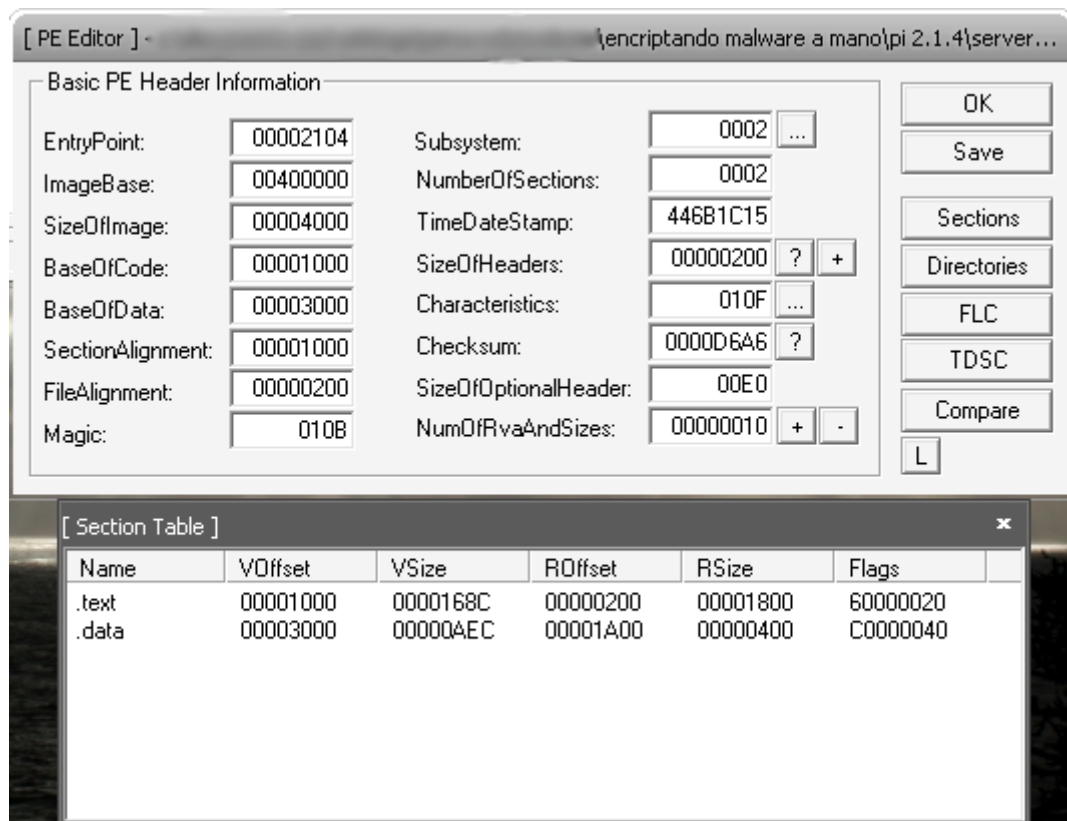 [ PE Editor ] - \encriptando malware a mano\pi 2.1.4\server...
Basic PE Header Information
EntryPoint: 00002104
ImageBase: 00400000
SizeOfImage: 00004000
BaseOfCode: 00001000
BaseOfData: 00003000
SectionAlignment: 00001000
FileAlignment: 00000200
Magic: 010B
Subsystem: 0002 ...
NumberOfSections: 0002
TimeDateStamp: 446B1C15
SizeOfHeaders: 00000200 ? +
Characteristics: 010F ...
Checksum: 0000D6A6 ?
SizeOfOptionalHeader: 00E0
NumOfRvaAndSizes: 00000010 + -
OK
Save
Sections
Directories
FLC
TDSC
Compare
L
[ Section Table ] x
Name VOffset VSize ROffset RSize Flags
.text 00001000 0000168C 00000200 00001800 60000020
.data 00003000 00000AEC 00001A00 00000400 C0000040